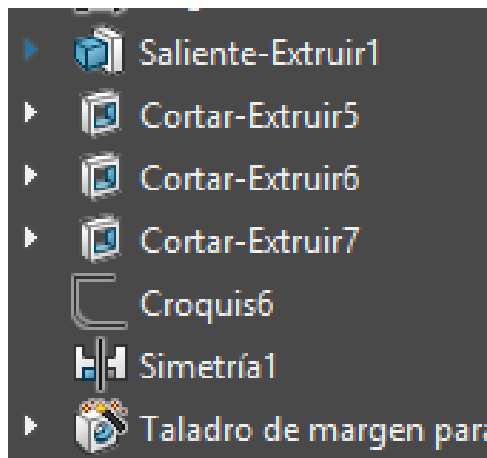 Saliente-Extruir1
Cortar-Extruir5
Cortar-Extruir6
Cortar-Extruir7
Croquis6
Simetría1
Taladro de margen para